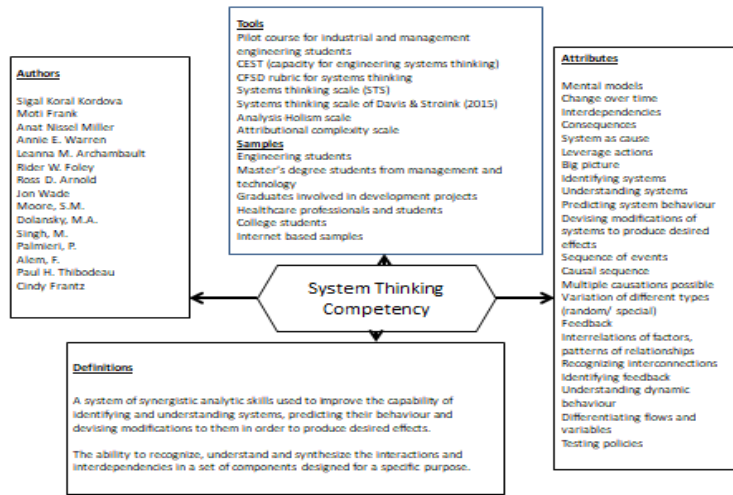 Authors
Sigal Koral Kordova
Moti Frank
Anat Nissel Miller
Annie E. Warren
Leanna M. Archambault
Rider W. Foley
Ross D. Arnold
Jon Wade
Moore, S.M.
Dolansky, M.A.
Singh, M.
Palmieri, P.
Alem, F.
Paul H. Thibodeau
Cindy Frantz
Tools
Pilot course for industrial and management
engineering students
CEST (capacity for engineering systems thinking)
CFSD rubric for systems thinking
Systems thinking scale (STS)
Systems thinking scale of Davis & Stroink (2015)
Analysis Holism scale
Attributional complexity scale
Samples
Engineering students
Master's degree students from management and
technology
Graduates involved in development projects
Healthcare professionals and students
College students
Internet based samples
Attributes
Mental models
Change over time
Interdependencies
Consequences
System as cause
Leverage actions
Big picture
Identifying systems
Understanding systems
Predicting system behaviour
Devising modifications of
systems to produce desired
effects
Sequence of events
Causal sequence
Multiple causations possible
Variation of different types
(random/ special)
Feedback
Interrelations of factors,
patterns of relationships
Recognizing interconnections
Identifying feedback
Understanding dynamic
behaviour
Differentiating flows and
variables
Testing policies
System Thinking
Competency
Definitions
A system of synergistic analytic skills used to improve the capability of
identifying and understanding systems, predicting their behaviour and
devising modifications to them in order to produce desired effects.
The ability to recognize, understand and synthesize the interactions and
interdependencies in a set of components designed for a specific purpose.